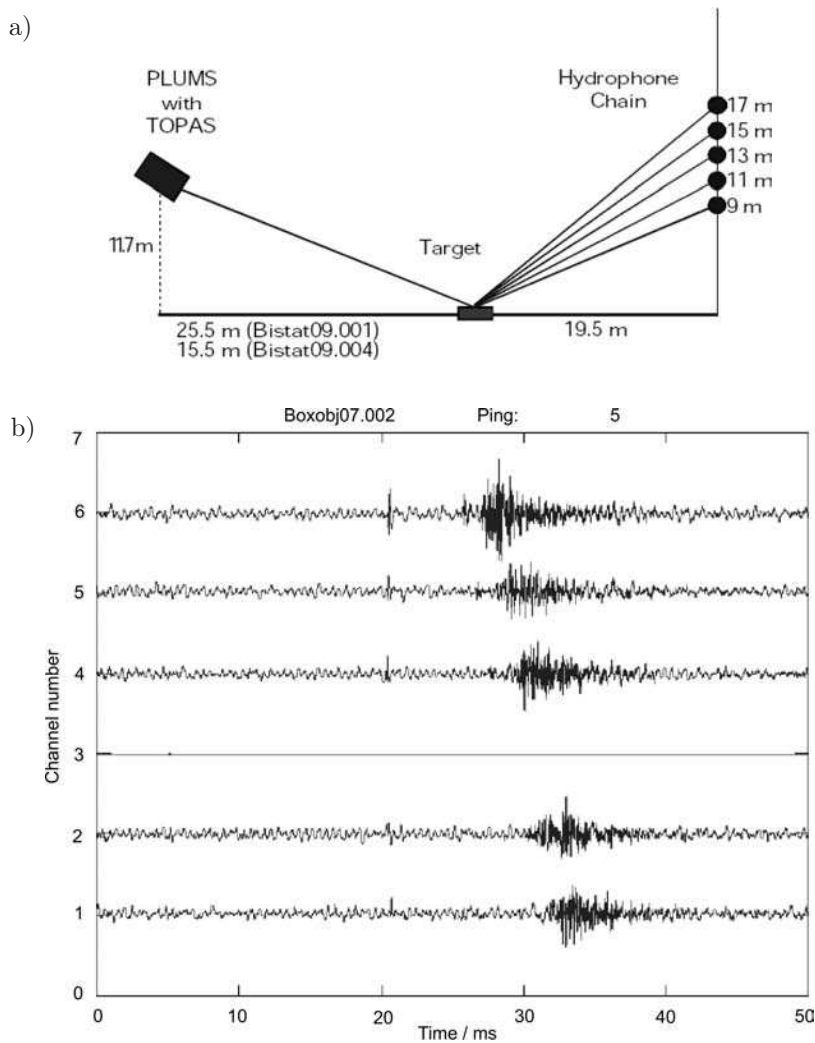 a)
PLUMS
with
TOPAS
Hydrophone
Chain
17 m
15 m
13 m
11 m
9 m
11.7m
Target
25.5 m (Bistat09.001)
15.5 m (Bistat09.004)
19.5 m
b)
Boxobj07.002 Ping: 5
7
6
5
4
3
2
1
0
Channel number
0 10 20 30 40 50
Time / ms